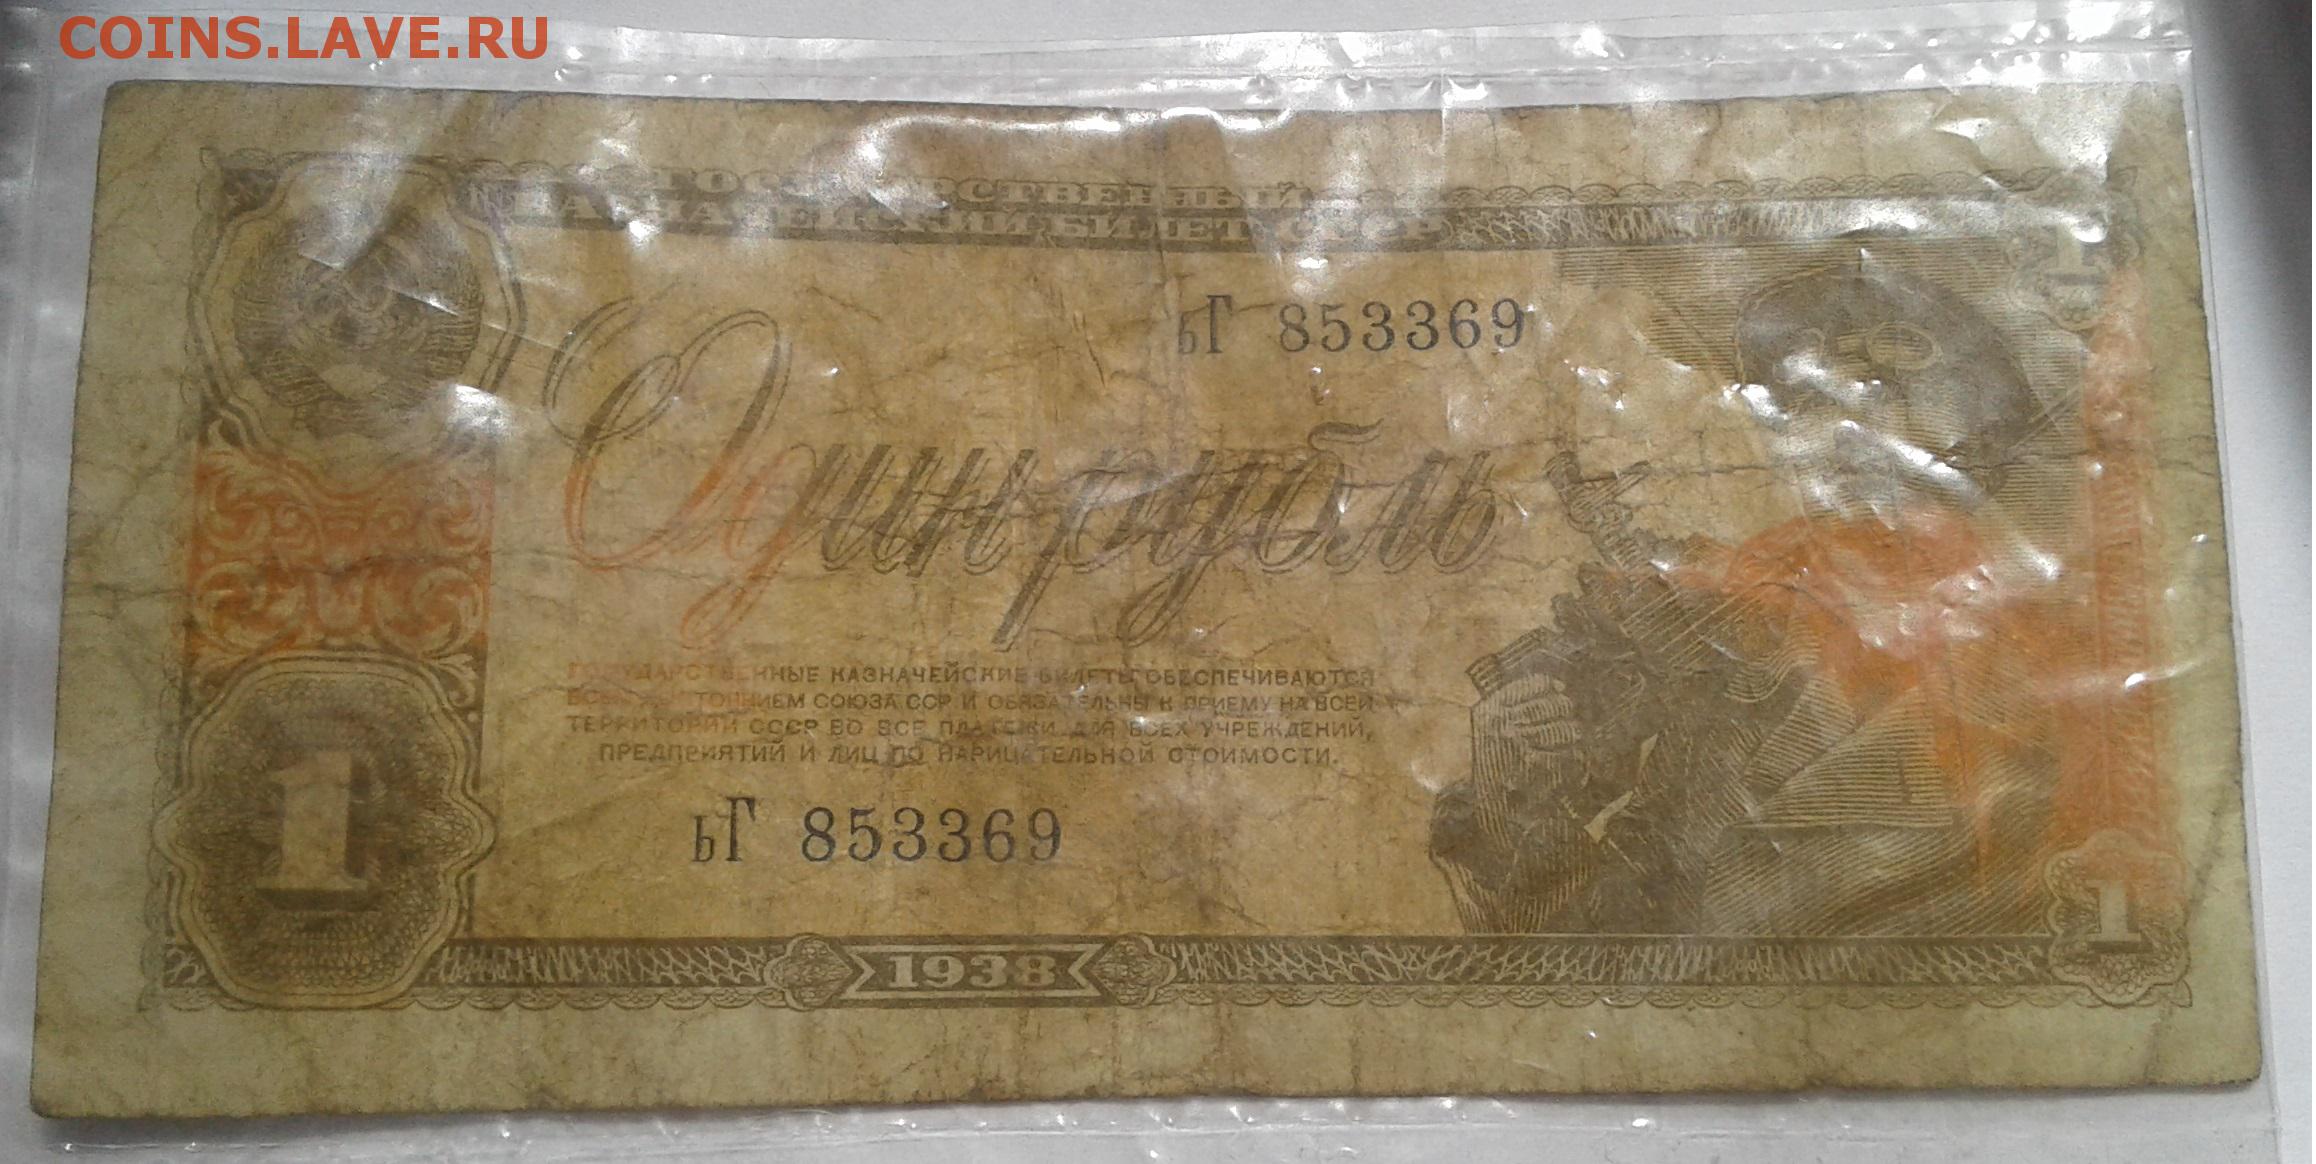 COINS.LAVE.RU
ГОСУДАРСТВЕННЫЙ
КАЗНАЧЕЙСКИЙ БИЛЕТ СССР
1
ьГ 853369
Один рубль
ГОСУДАРСТВЕННЫЕ КАЗНАЧЕЙСКИЕ БИЛЕТЫ ОБЕСПЕЧИВАЮТСЯ
ВСЕМ ДОСТОЯНИЕМ СОЮЗА ССР И ОБЯЗАТЕЛЬНЫ К ПРИЕМУ НА ВСЕЙ
ТЕРРИТОРИИ СССР ВО ВСЕ ПЛАТЕЖИ ДЛЯ ВСЕХ УЧРЕЖДЕНИЙ,
ПРЕДПРИЯТИЙ И ЛИЦ ПО НАРИЦАТЕЛЬНОЙ СТОИМОСТИ.
1
ьГ 853369
1
1938